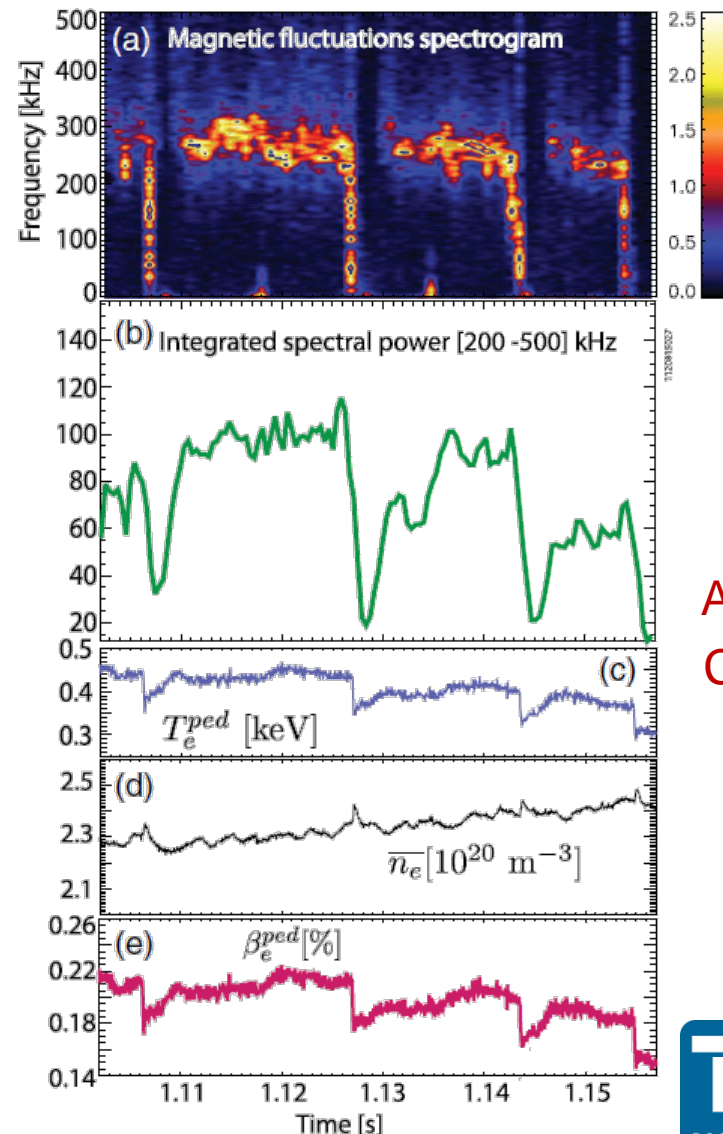 500
400
300
200
100
0
Frequency [kHz]
(a) Magnetic fluctuations spectrogram
2.5
2.0
1.5
1.0
0.5
0.0
140
120
100
80
60
40
20
(b) Integrated spectral power [200 -500] kHz
1120815027
A
0.5
0.4
0.3
(c)
T_e^{ped} [keV]
2.5
2.3
2.1
(d)
\overline{n_e}[10^{20} m^{-3}]
0.26
0.22
0.18
0.14
(e)
β_e^{ped}[%]
1.11 1.12 1.13 1.14 1.15
Time [s]